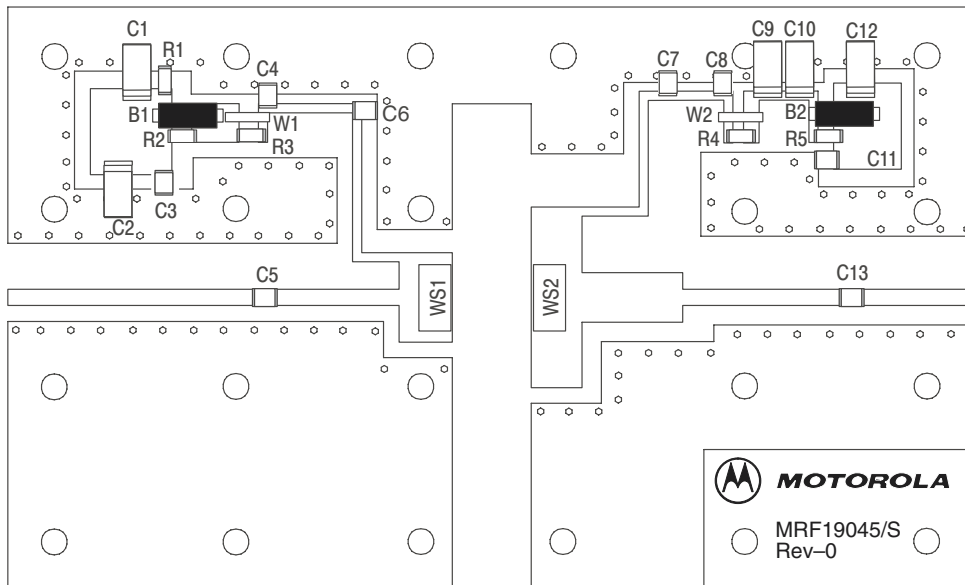 C1
R1
C4
C6
B1
W1
R2
R3
C3
C2
C5
WS1
C7
C8
C9
C10
C12
W2
B2
R4
R5
C11
WS2
C13
MOTOROLA
MRF19045/S
Rev–0